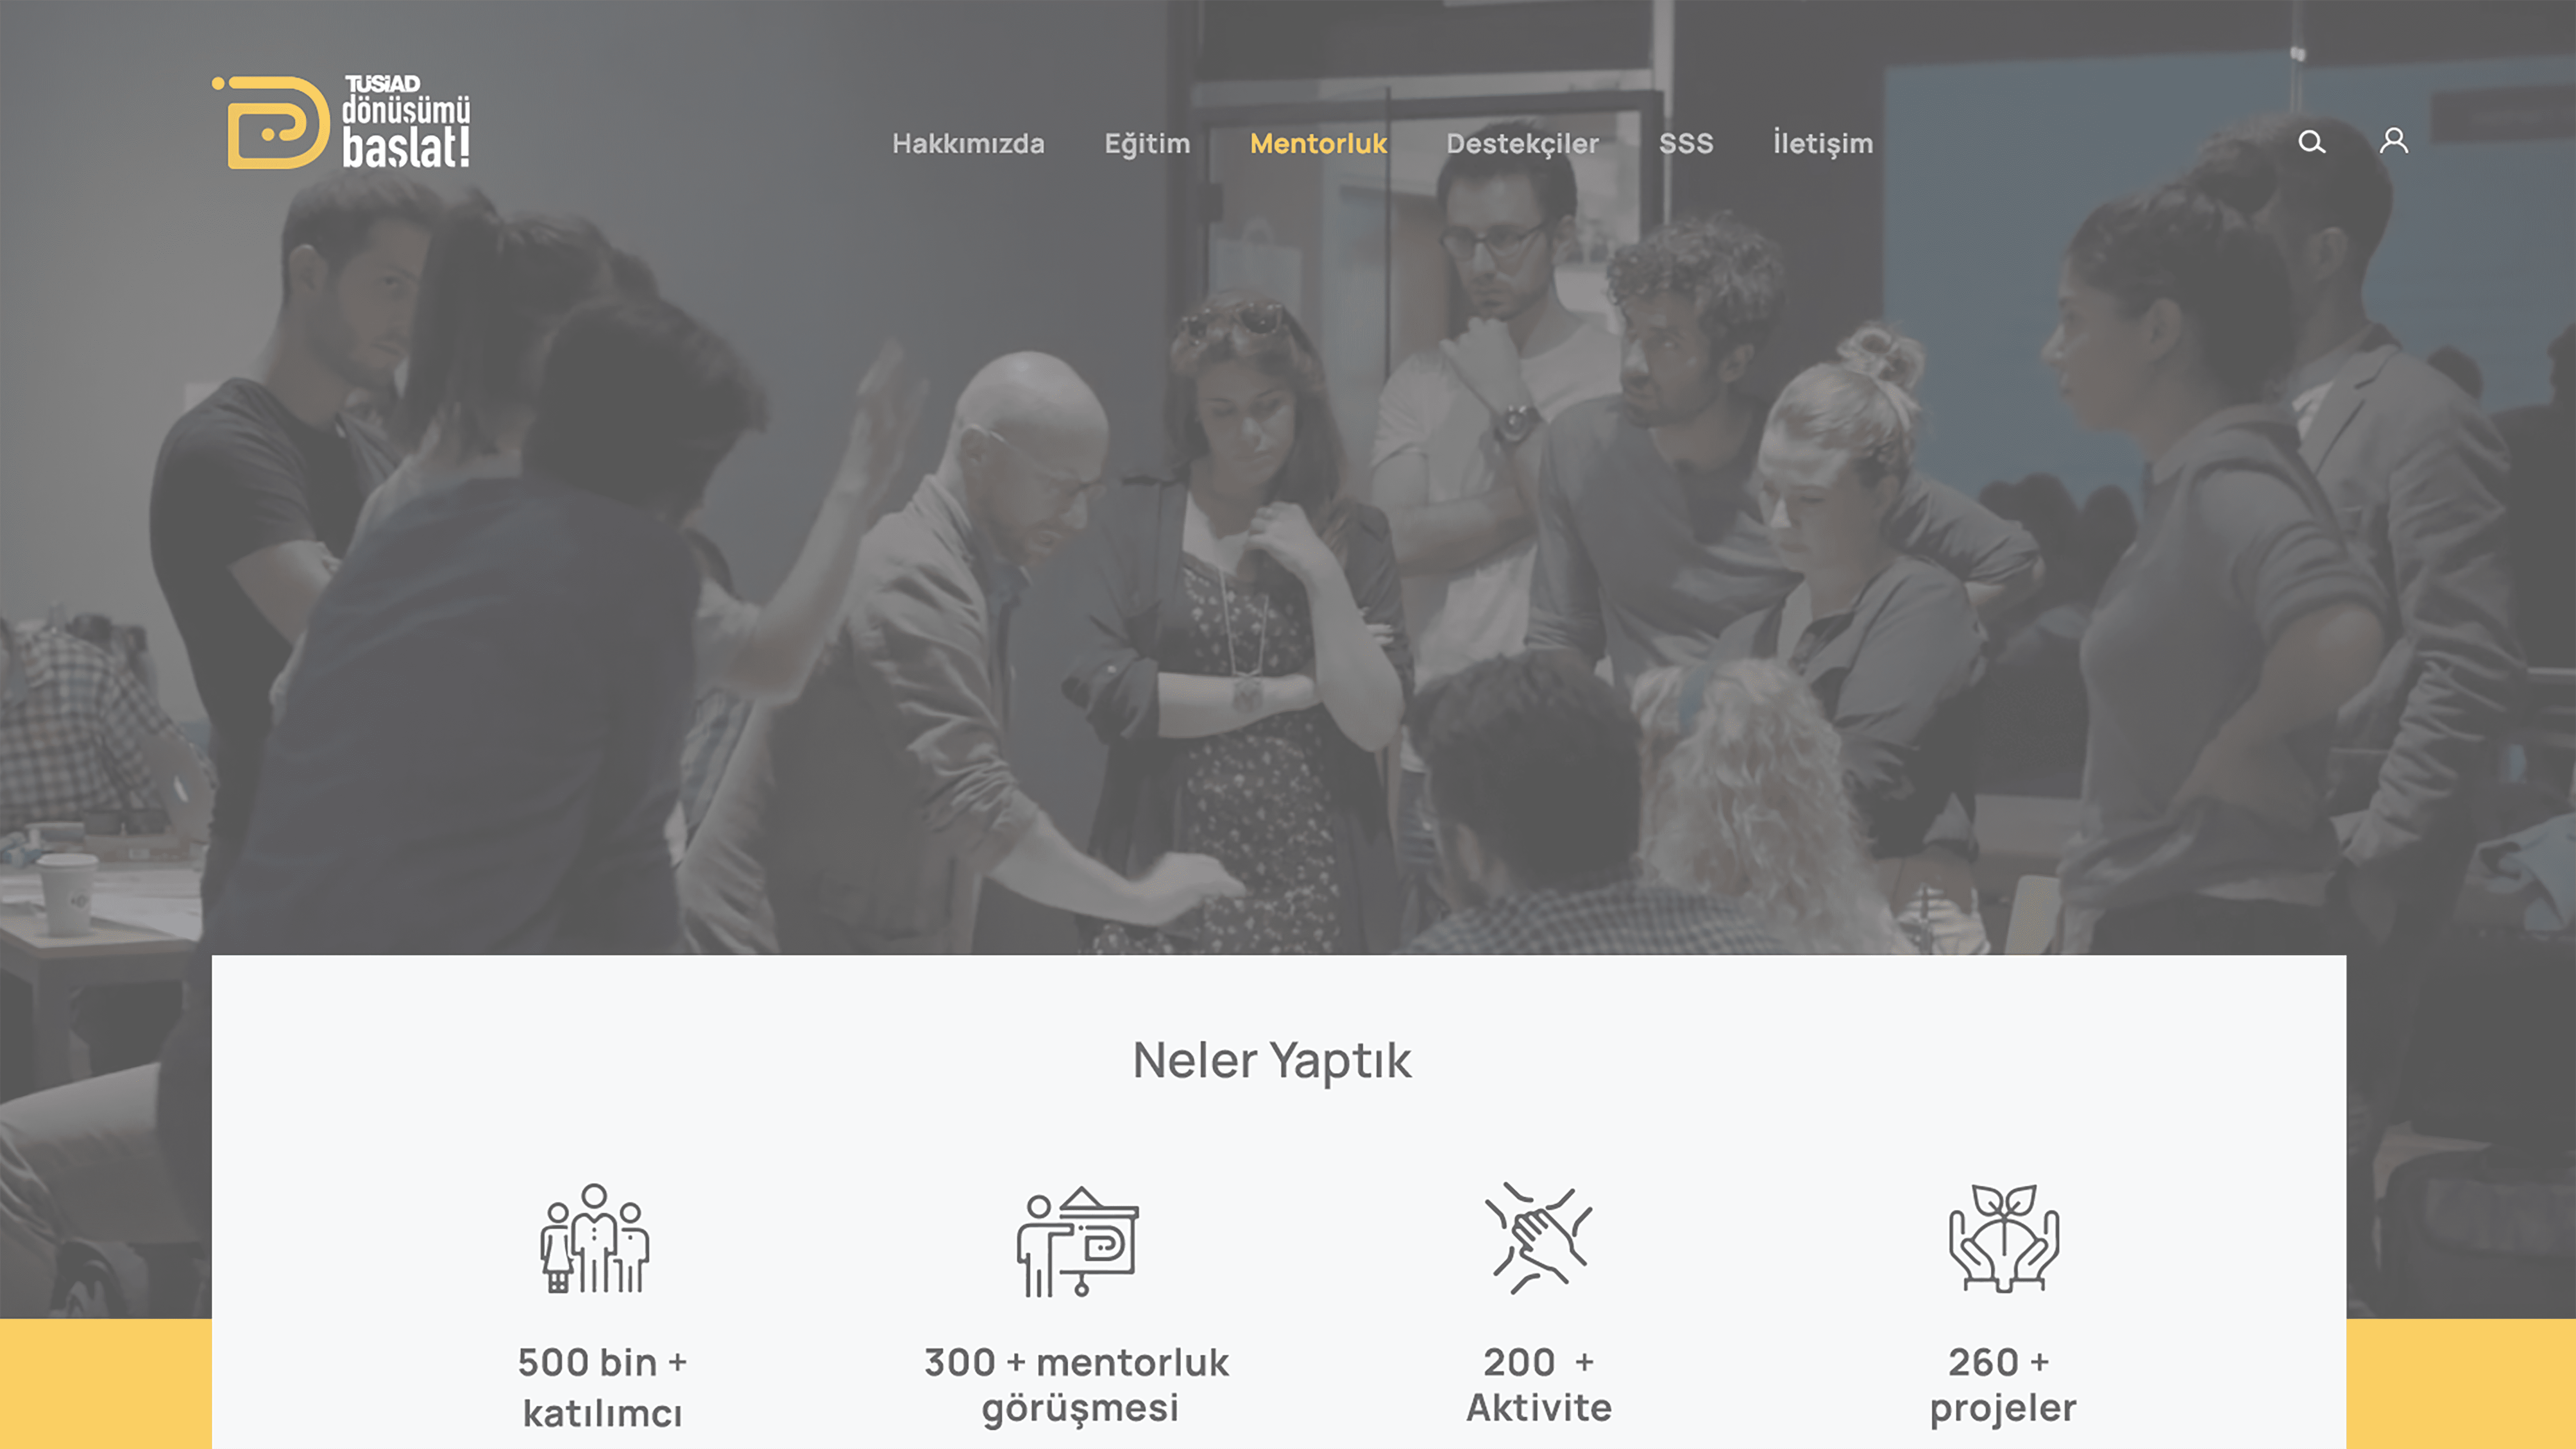 TUSİAD
dönüşümü
başlat!
Hakkımızda Eğitim Mentorluk Destekçiler SSS İletişim
Neler Yaptık
500 bin +
katılımcı
300 + mentorluk
görüşmesi
200 +
Aktivite
260 +
projeler